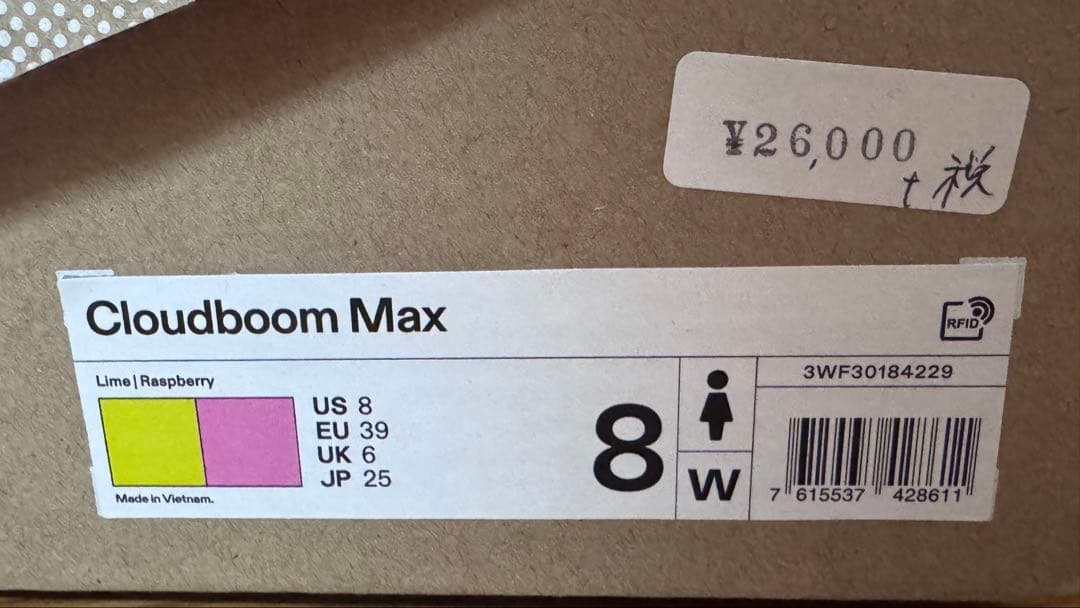 ¥26,000
+税
Cloudboom Max
RFID
Lime | Raspberry
US 8
EU 39
UK 6
JP 25
Made in Vietnam.
8
W
3WF30184229
7 615537 428611